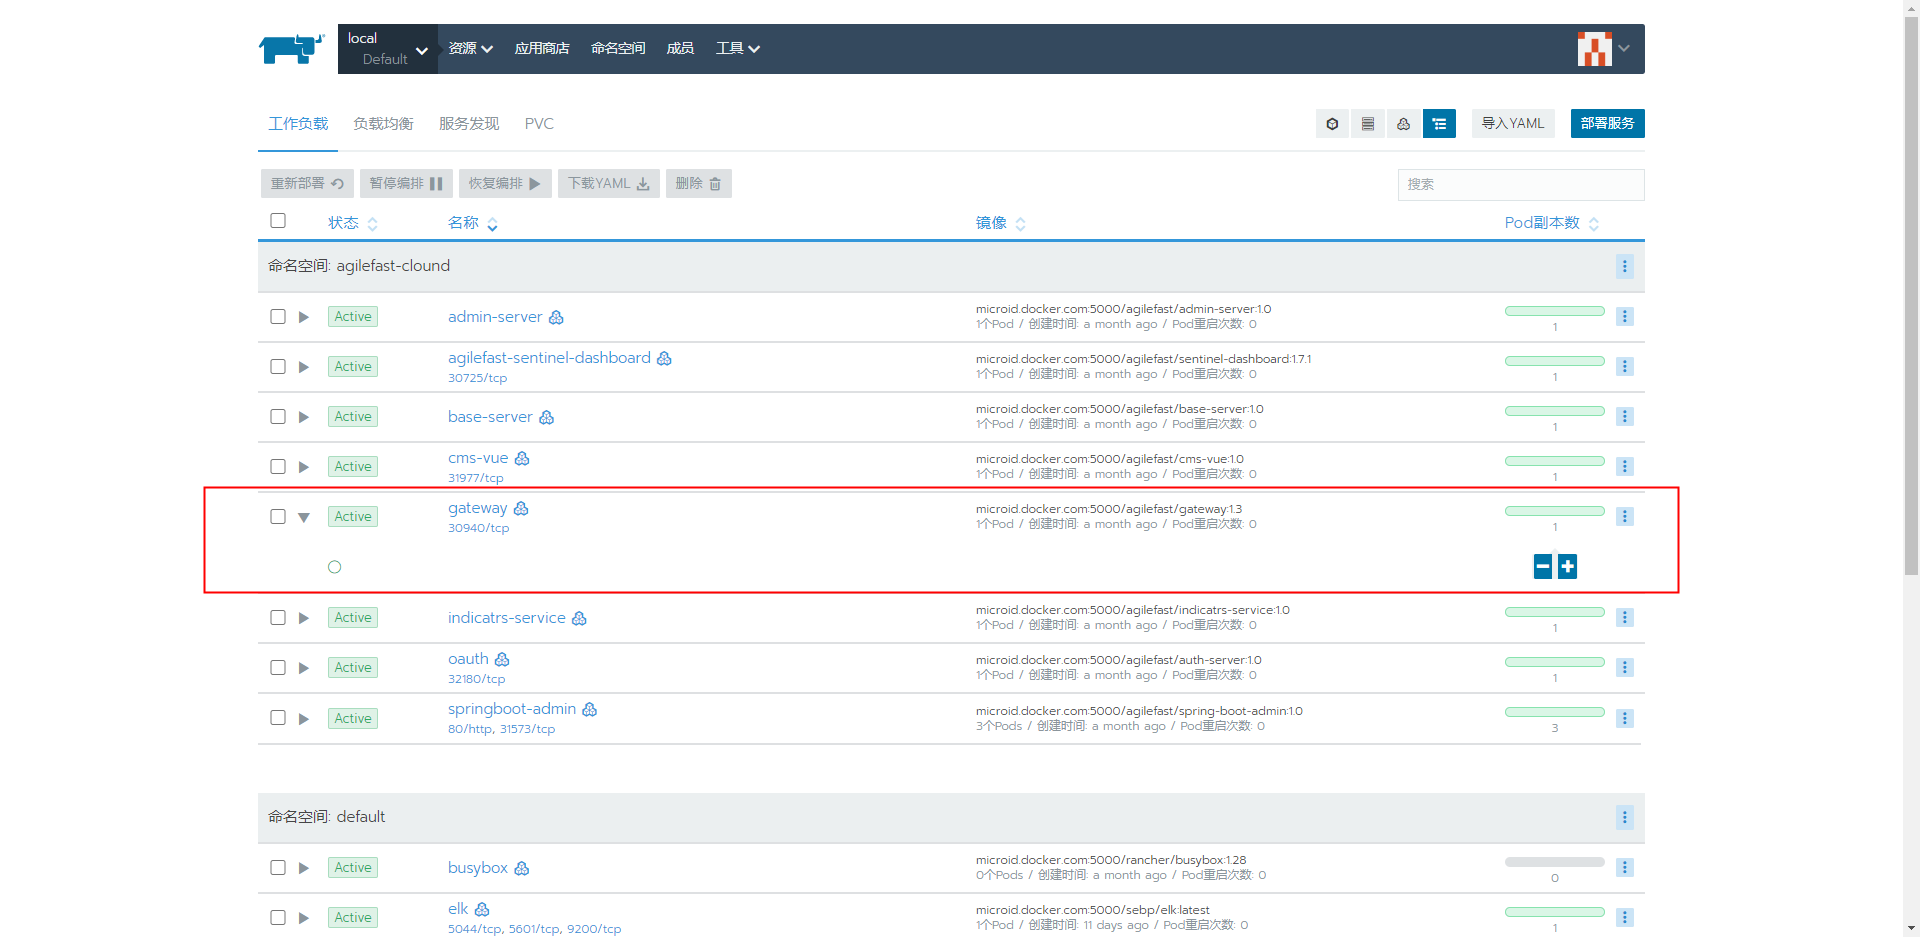 local
Default
资源 应用商店 命名空间 成员 工具
工作负载 负载均衡 服务发现 PVC
导入YAML 部署服务
重新部署 暂停编排 恢复编排 下载YAML 删除
搜索
状态 名称 镜像 Pod副本数
命名空间: agilefast-clound
Active admin-server microid.docker.com:5000/agilefast/admin-server:1.0
1个Pod / 创建时间: a month ago / Pod重启次数: 0
1
Active agilefast-sentinel-dashboard microid.docker.com:5000/agilefast/sentinel-dashboard:1.7.1
30725/tcp 1个Pod / 创建时间: a month ago / Pod重启次数: 0
1
Active base-server microid.docker.com:5000/agilefast/base-server:1.0
1个Pod / 创建时间: a month ago / Pod重启次数: 0
1
Active cms-vue microid.docker.com:5000/agilefast/cms-vue:1.0
31977/tcp 1个Pod / 创建时间: a month ago / Pod重启次数: 0
1
Active gateway microid.docker.com:5000/agilefast/gateway:1.3
30940/tcp 1个Pod / 创建时间: a month ago / Pod重启次数: 0
1
Active indicatrs-service microid.docker.com:5000/agilefast/indicatrs-service:1.0
1个Pod / 创建时间: a month ago / Pod重启次数: 0
1
Active oauth microid.docker.com:5000/agilefast/auth-server:1.0
32180/tcp 1个Pod / 创建时间: a month ago / Pod重启次数: 0
1
Active springboot-admin microid.docker.com:5000/agilefast/spring-boot-admin:1.0
80/http, 31573/tcp 3个Pods / 创建时间: a month ago / Pod重启次数: 0
3
命名空间: default
Active busybox microid.docker.com:5000/rancher/busybox:1.28
0个Pods / 创建时间: a month ago / Pod重启次数: 0
0
Active elk microid.docker.com:5000/sebp/elk:latest
5044/tcp, 5601/tcp, 9200/tcp 1个Pod / 创建时间: 11 days ago / Pod重启次数: 0
1